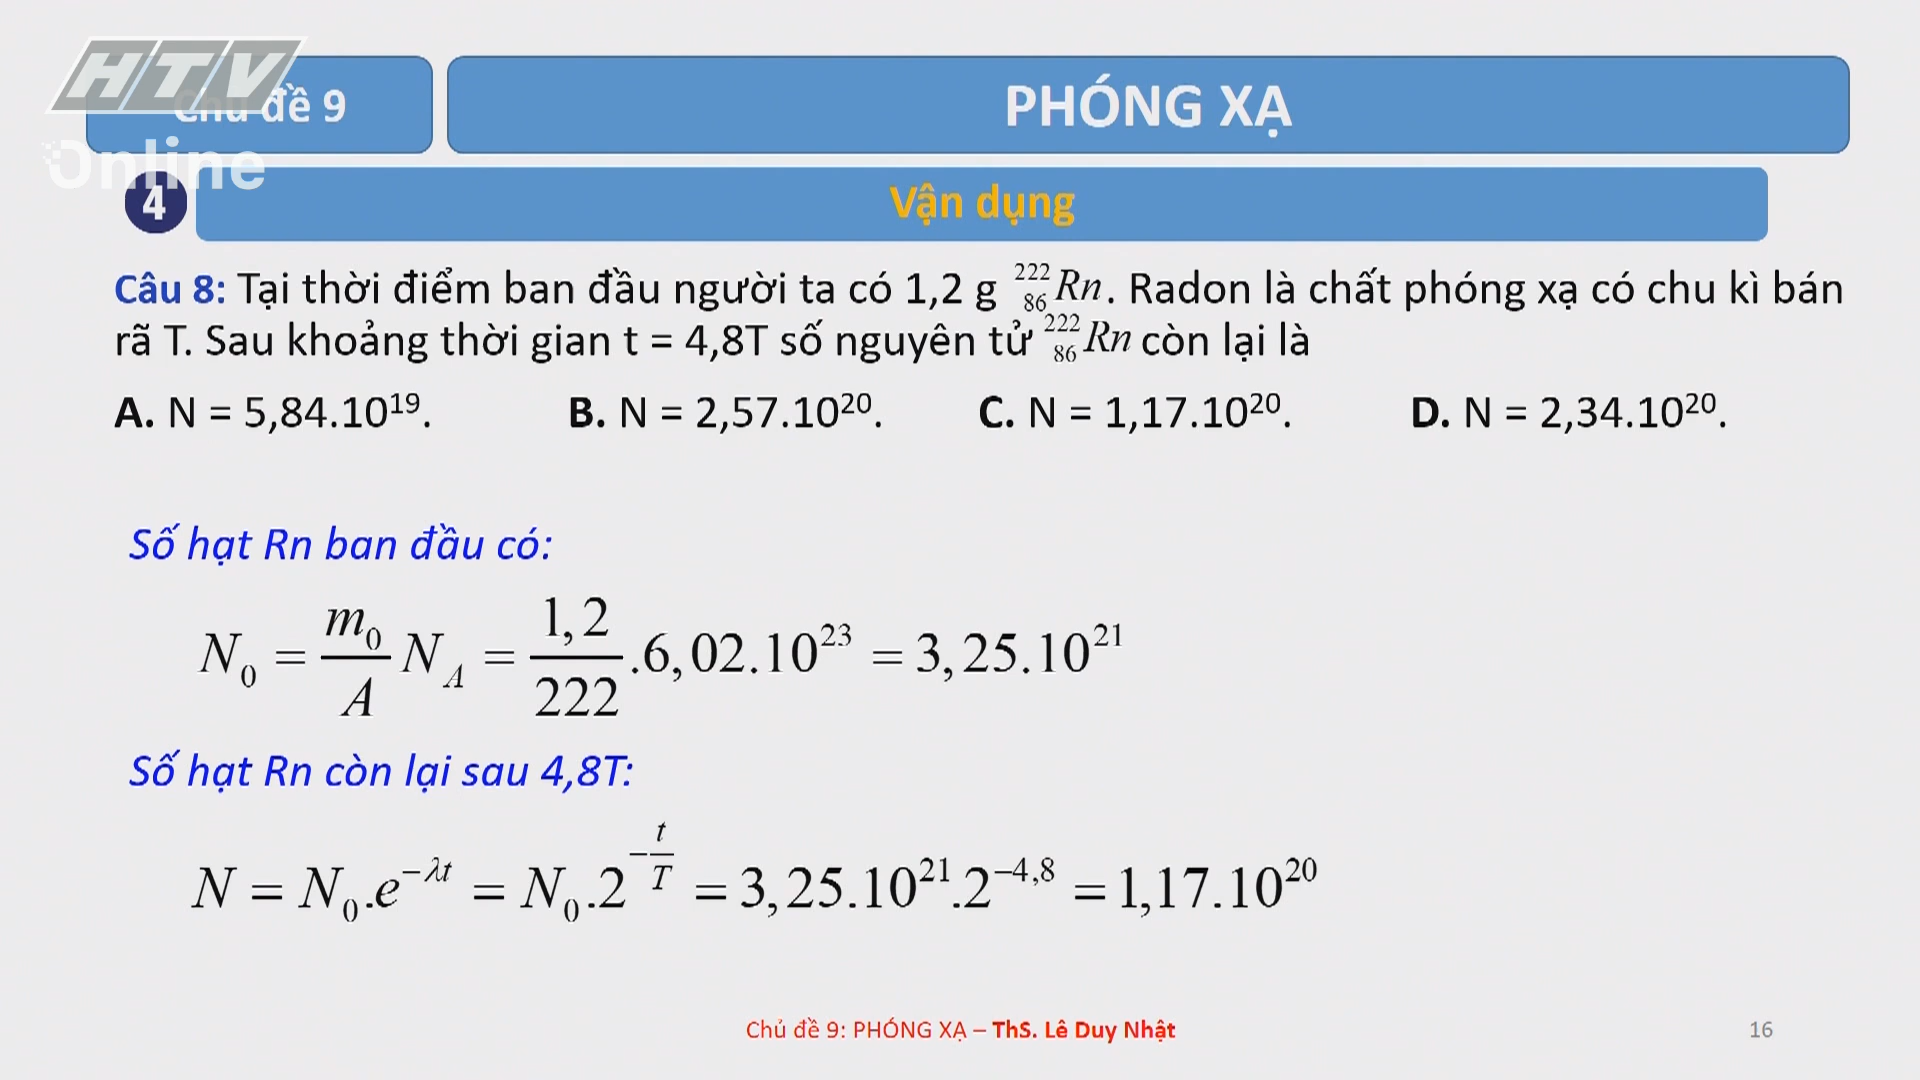 HTV
Online
Chủ đề 9
PHÓNG XẠ
4
Vận dụng
Câu 8: Tại thời điểm ban đầu người ta có 1,2 g ²²²₈₆Rn. Radon là chất phóng xạ có chu kì bán
rã T. Sau khoảng thời gian t = 4,8T số nguyên tử ²²²₈₆Rn còn lại là
A. N = 5,84.10¹⁹. B. N = 2,57.10²⁰. C. N = 1,17.10²⁰. D. N = 2,34.10²⁰.
Số hạt Rn ban đầu có:
N₀ = m₀/A N_A = 1,2/222 .6,02.10²³ = 3,25.10²¹
Số hạt Rn còn lại sau 4,8T:
N = N₀.e^(−λt) = N₀.2^(−t/T) = 3,25.10²¹.2^(−4,8) = 1,17.10²⁰
Chủ đề 9: PHÓNG XẠ – ThS. Lê Duy Nhật
16